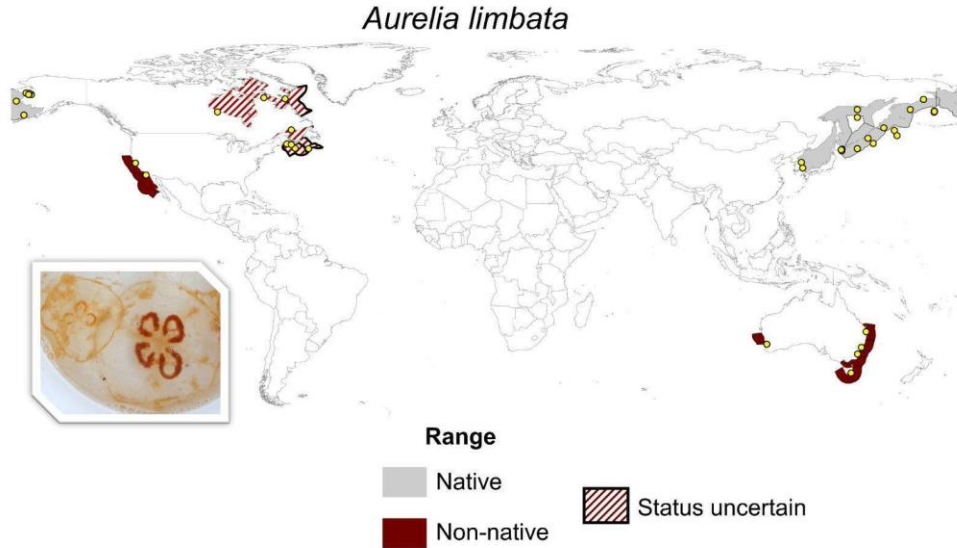 Aurelia limbata
Range
Native
Non-native
Status uncertain